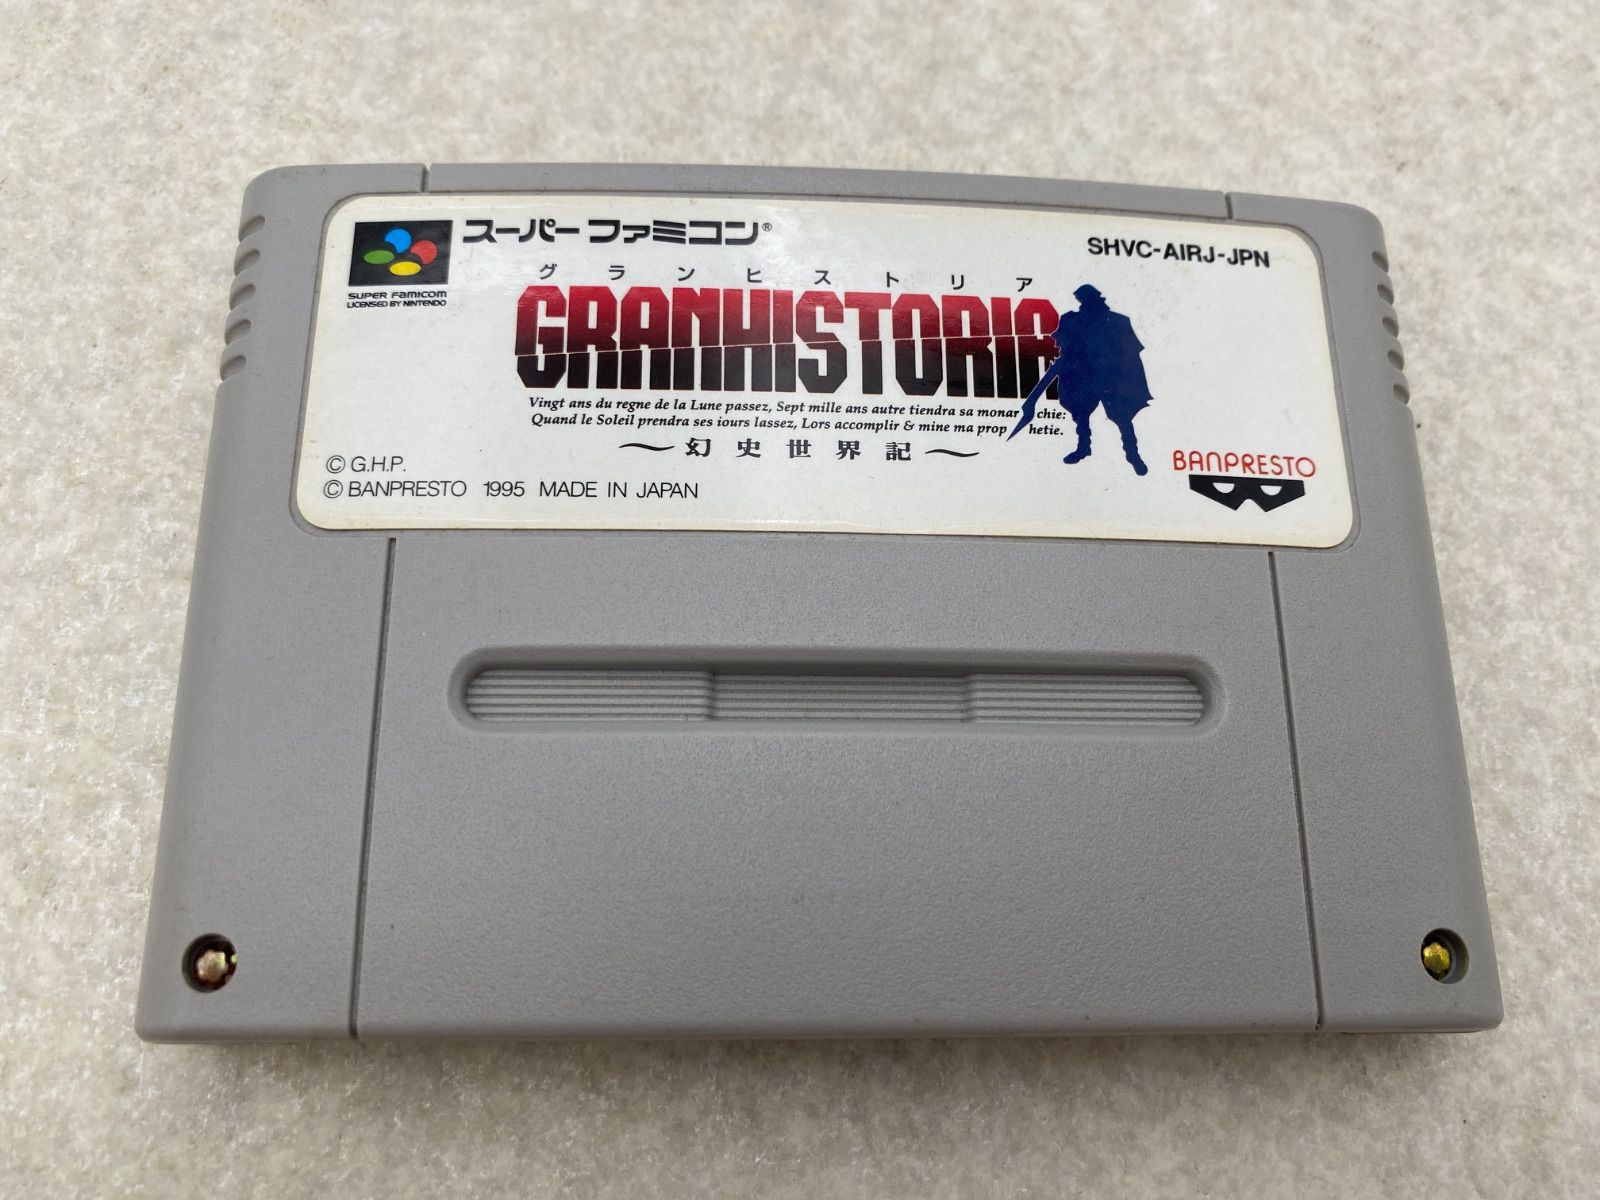 スーパーファミコン®
SHVC-AIRJ-JPN
SUPER FAMICOM
LICENSED BY NINTENDO
グランヒストリア
GRANHISTORIA
Vingt ans du regne de la Lune passez, Sept mille ans autre tiendra sa monar chie:
Quand le Soleil prendra ses iours lassez, Lors accomplir & mine ma prop hetie.
〜幻史世界記〜
BANPRESTO
© G.H.P.
© BANPRESTO 1995 MADE IN JAPAN